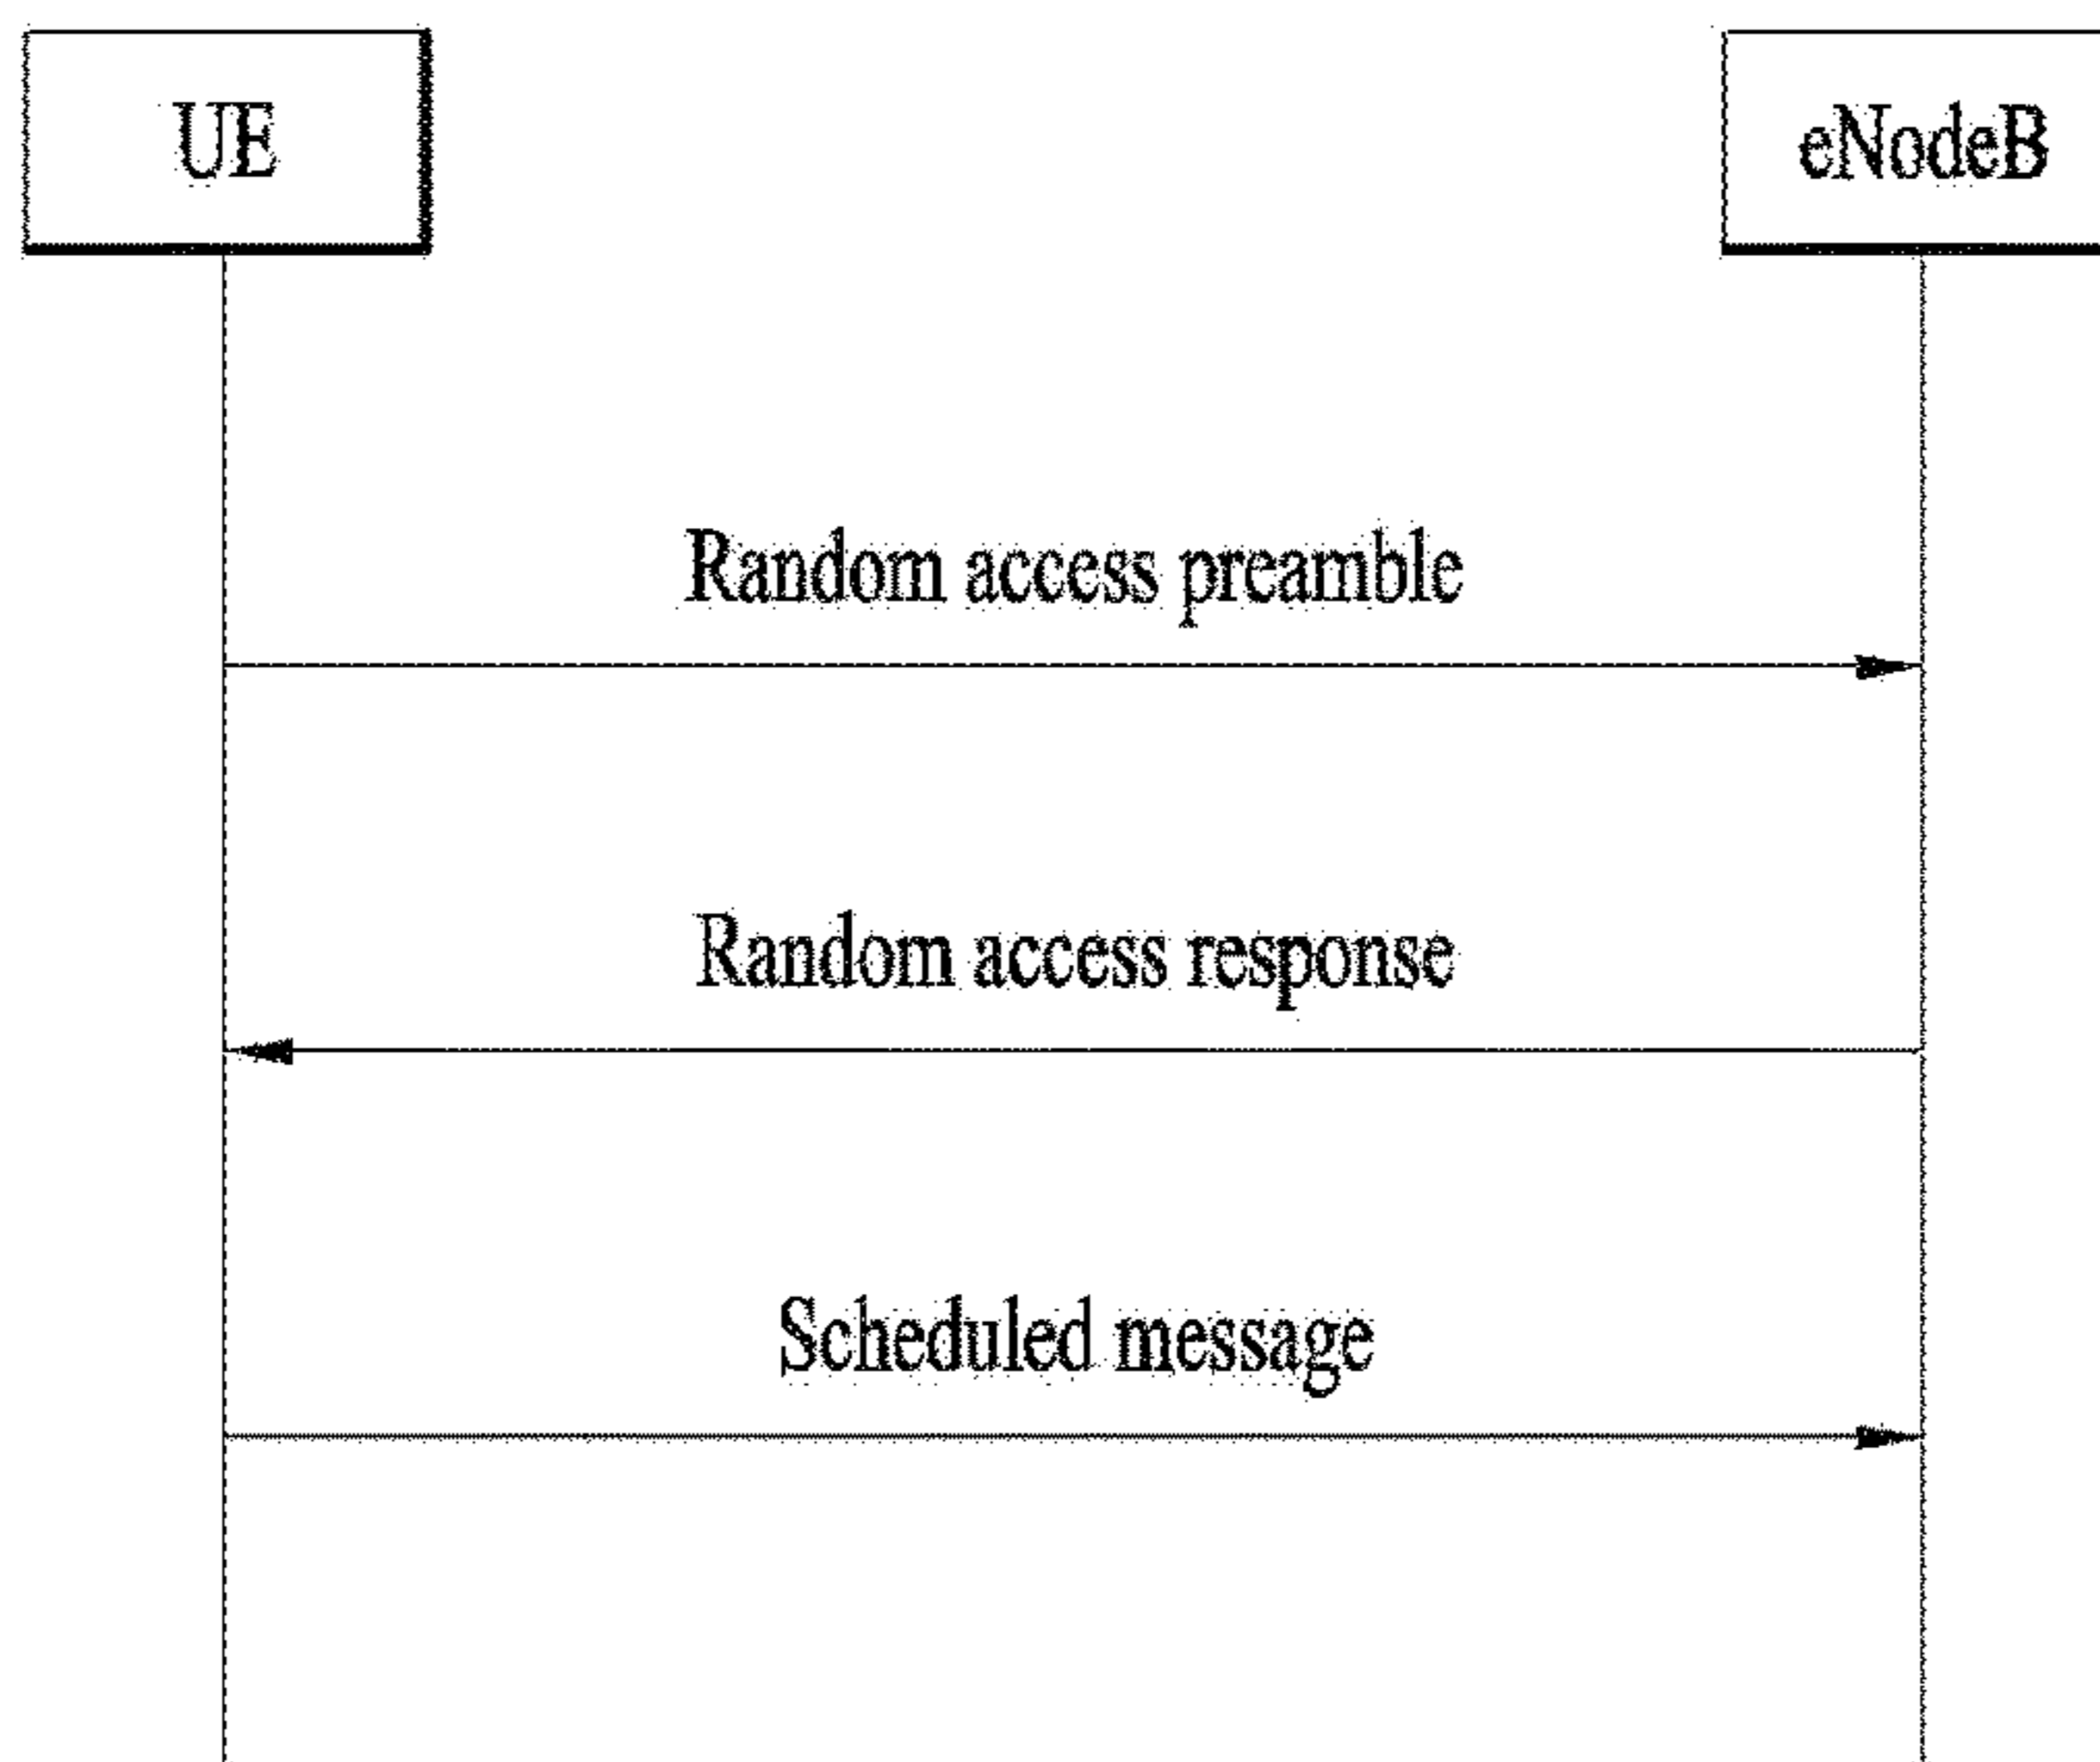 UE
eNodeB
Random access preamble
Random access response
Scheduled message